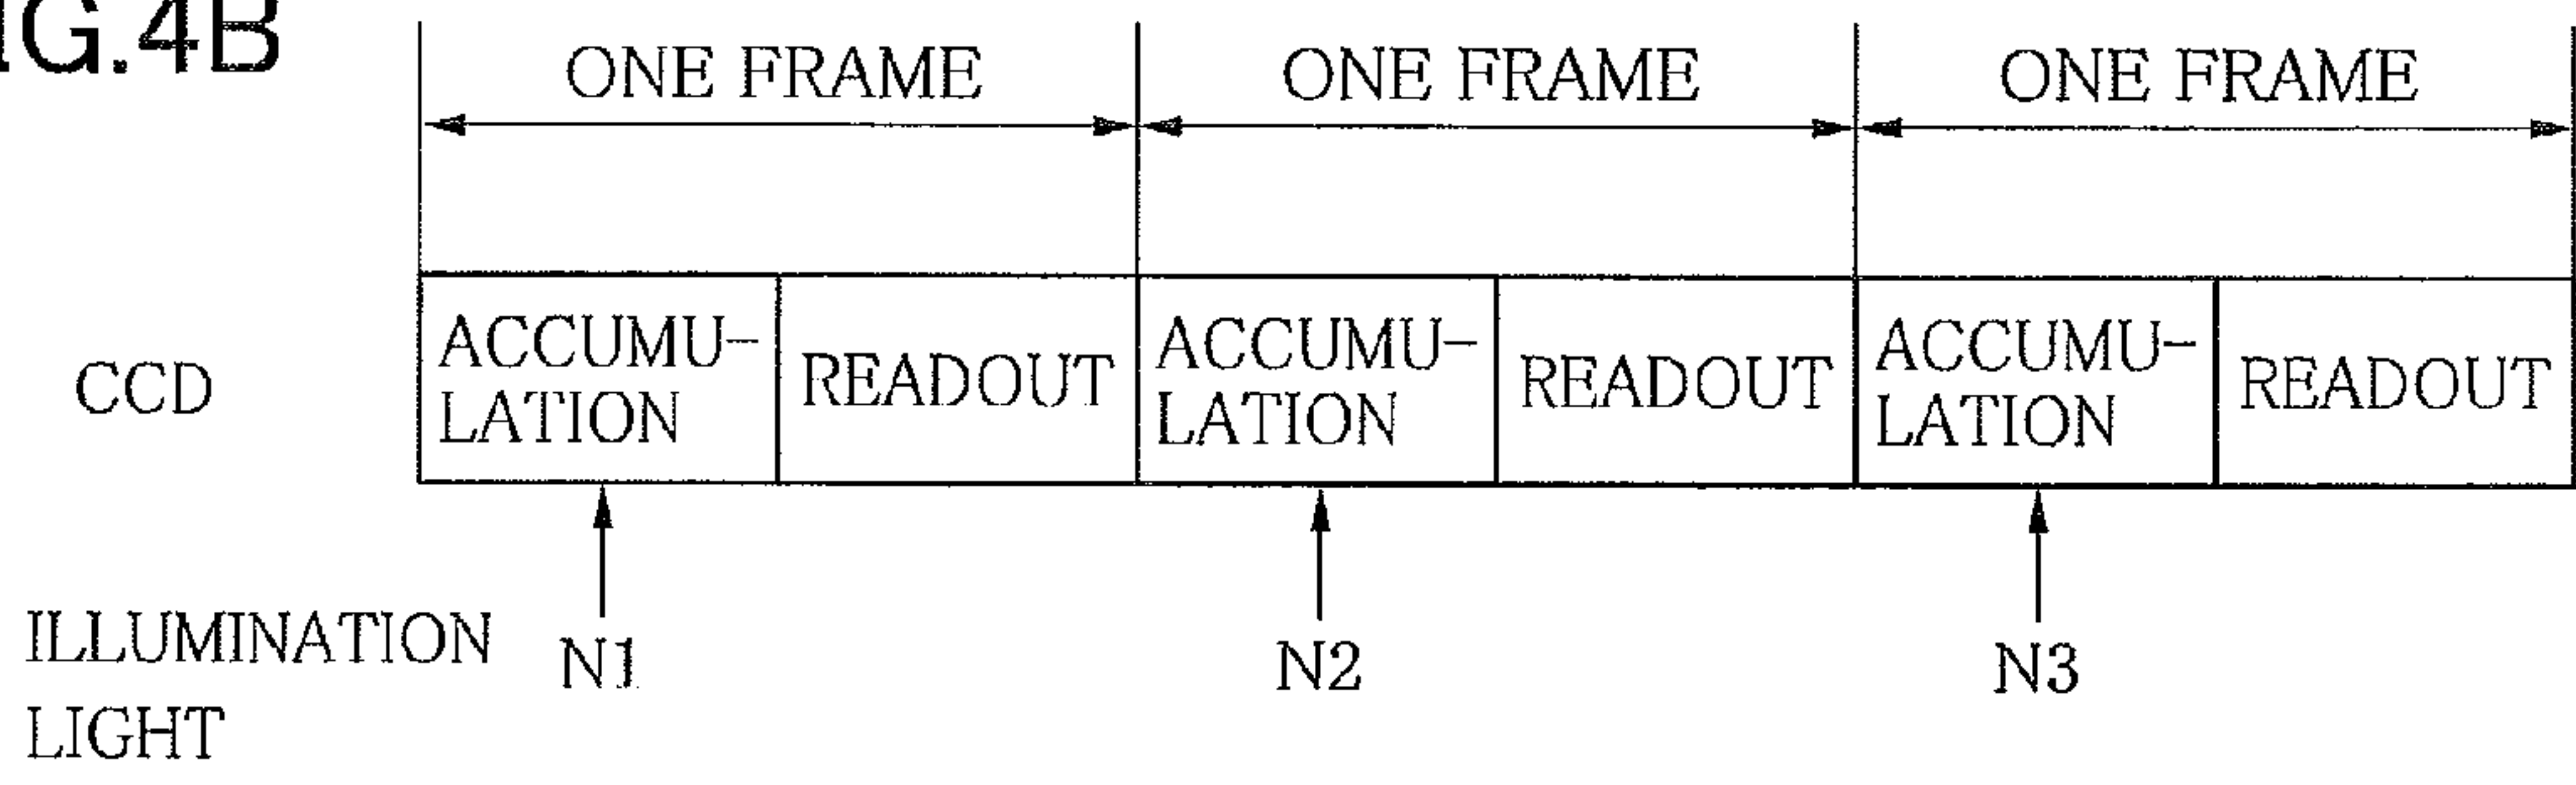 IG.4B
ONE FRAME ONE FRAME ONE FRAME
CCD
ACCUMU-
LATION
READOUT
ACCUMU-
LATION
READOUT
ACCUMU-
LATION
READOUT
ILLUMINATION
LIGHT
N1
N2
N3